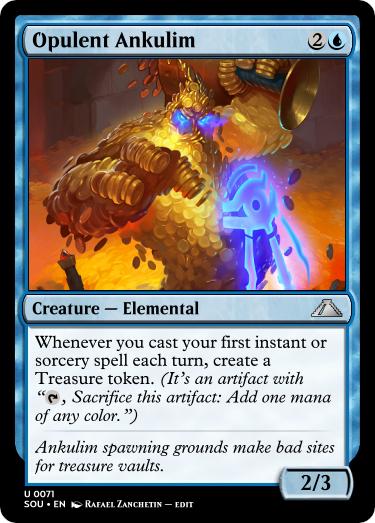 Opulent Ankulim 2
Creature — Elemental
Whenever you cast your first instant or
sorcery spell each turn, create a
Treasure token. (It's an artifact with
“, Sacrifice this artifact: Add one mana
of any color.”)
Ankulim spawning grounds make bad sites
for treasure vaults.
2/3
U 0071
SOU • EN Rafael Zanchetin — edit